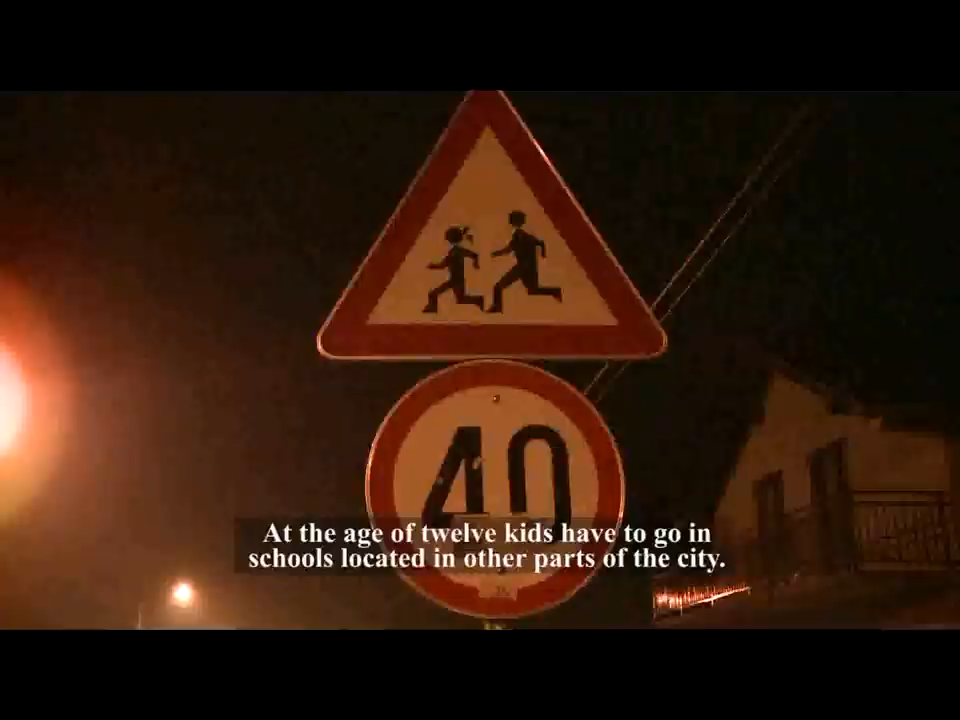 40
At the age of twelve kids have to go in
schools located in other parts of the city.